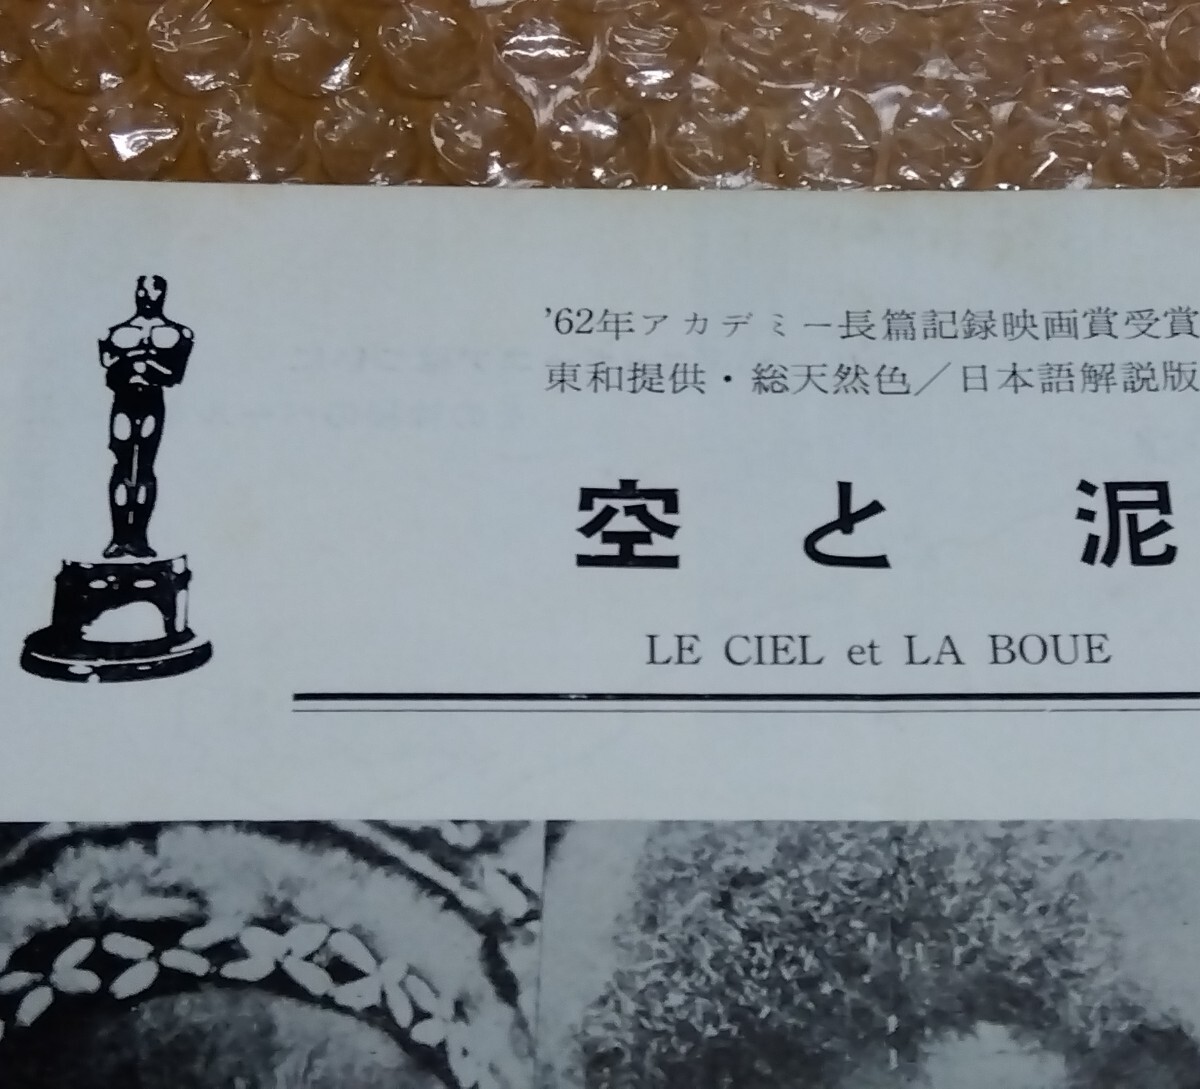 ’62年アカデミー長篇記録映画賞受賞
東和提供・総天然色／日本語解説版
空と泥
LE CIEL et LA BOUE